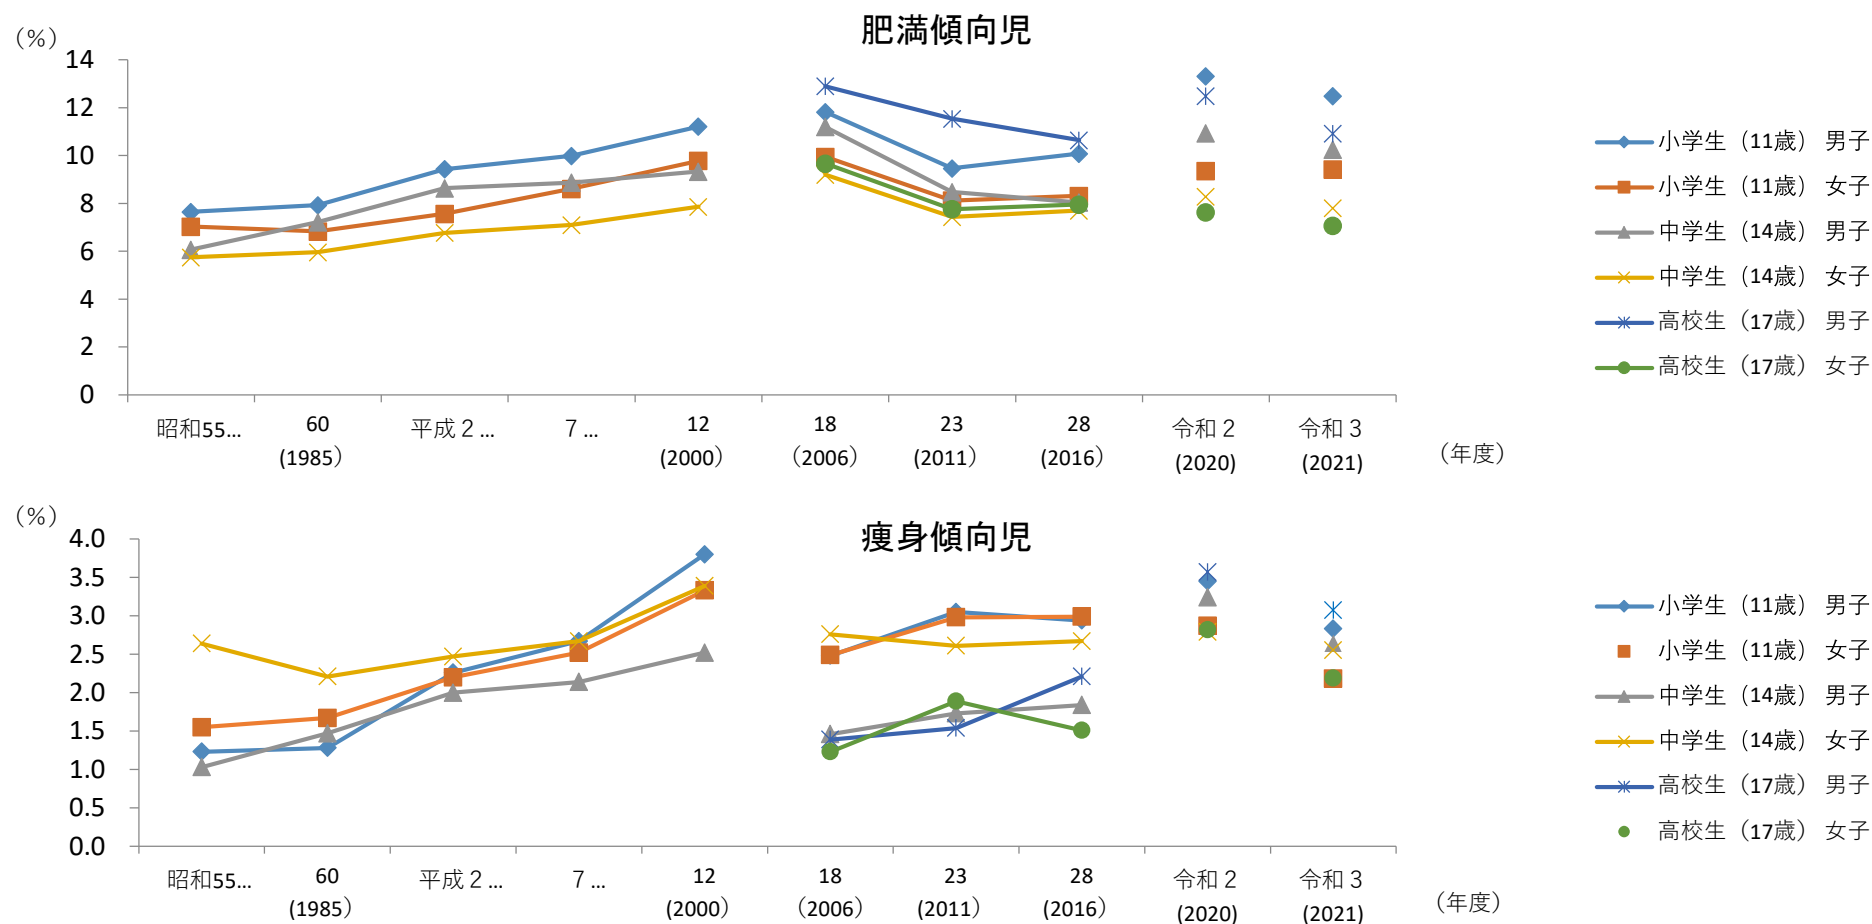 肥満傾向児
（%）
14
12
10
8
6
4
2
0
昭和55... 60 平成２... ７... 12 18 23 28 令和２ 令和３
(1985） (2000） （2006） (2011） (2016） (2020) (2021) （年度）
小学生（11歳） 男子
小学生（11歳） 女子
中学生（14歳） 男子
中学生（14歳） 女子
高校生（17歳） 男子
高校生（17歳） 女子
痩身傾向児
（%）
4.0
3.5
3.0
2.5
2.0
1.5
1.0
0.5
0.0
昭和55... 60 平成２... ７... 12 18 23 28 令和２ 令和３
(1985） (2000） （2006） (2011） (2016） (2020) (2021) （年度）
小学生（11歳） 男子
小学生（11歳） 女子
中学生（14歳） 男子
中学生（14歳） 女子
高校生（17歳） 男子
高校生（17歳） 女子